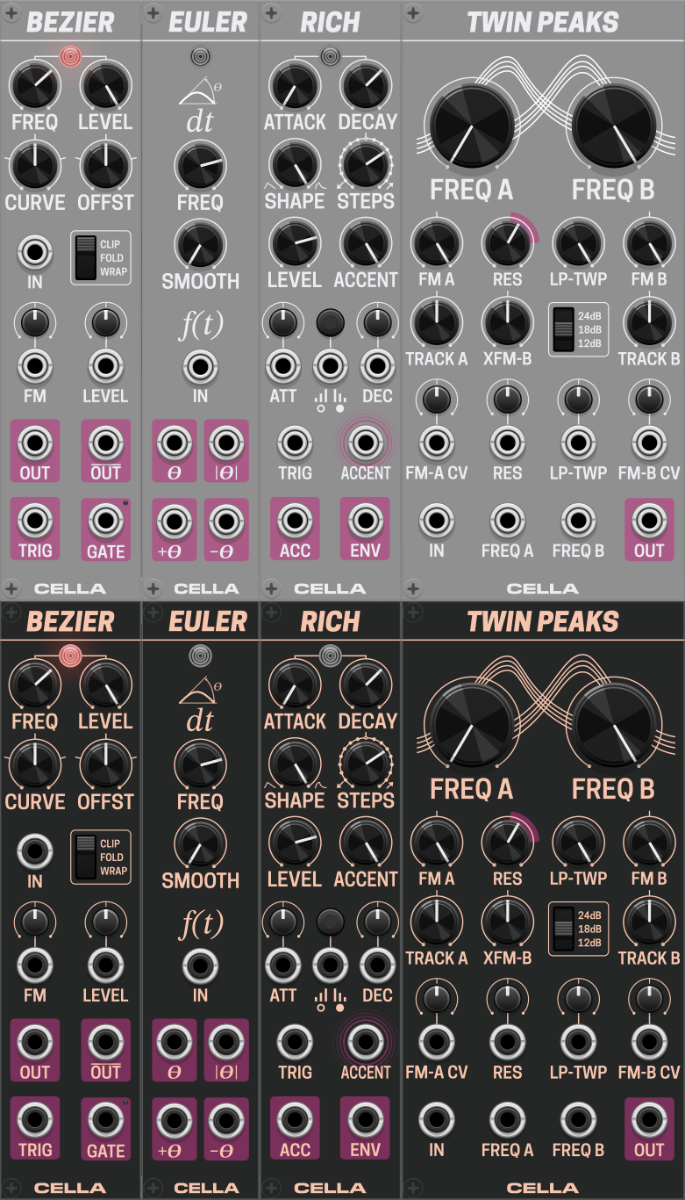 BEZIER
FREQ LEVEL
CURVE OFFST
IN
CLIP
FOLD
WRAP
FM LEVEL
OUT OUT
TRIG GATE
CELLA
EULER
θ
dt
FREQ
SMOOTH
f(t)
IN
θ |θ|
+θ −θ
CELLA
RICH
ATTACK DECAY
SHAPE STEPS
LEVEL ACCENT
ATT DEC
TRIG ACCENT
ACC ENV
CELLA
TWIN PEAKS
FREQ A FREQ B
FM A RES LP-TWP FM B
24dB
18dB
12dB
TRACK A XFM-B TRACK B
FM-A CV RES LP-TWP FM-B CV
IN FREQ A FREQ B OUT
CELLA
BEZIER
FREQ LEVEL
CURVE OFFST
IN
CLIP
FOLD
WRAP
FM LEVEL
OUT OUT
TRIG GATE
CELLA
EULER
θ
dt
FREQ
SMOOTH
f(t)
IN
θ |θ|
+θ −θ
CELLA
RICH
ATTACK DECAY
SHAPE STEPS
LEVEL ACCENT
ATT DEC
TRIG ACCENT
ACC ENV
CELLA
TWIN PEAKS
FREQ A FREQ B
FM A RES LP-TWP FM B
24dB
18dB
12dB
TRACK A XFM-B TRACK B
FM-A CV RES LP-TWP FM-B CV
IN FREQ A FREQ B OUT
CELLA